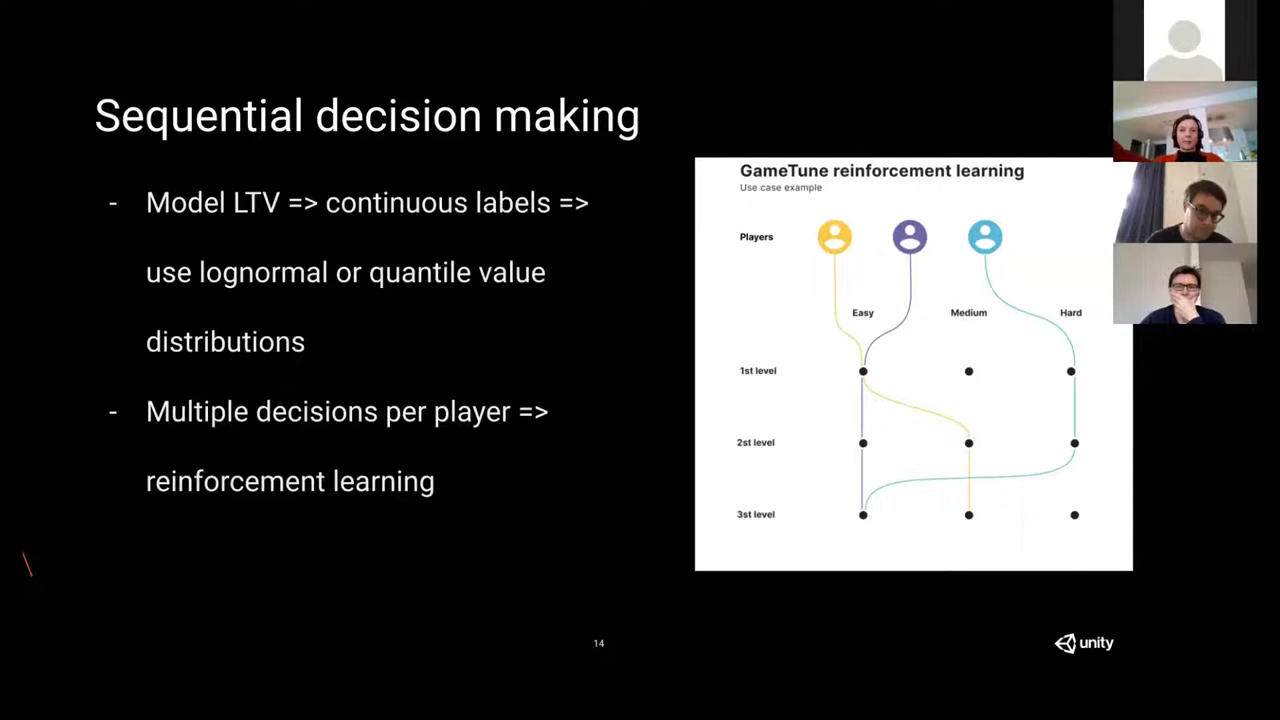 Sequential decision making
- Model LTV => continuous labels =>
use lognormal or quantile value
distributions
- Multiple decisions per player =>
reinforcement learning
GameTune reinforcement learning
Use case example
Players
Easy Medium Hard
1st level
2st level
3st level
14
unity